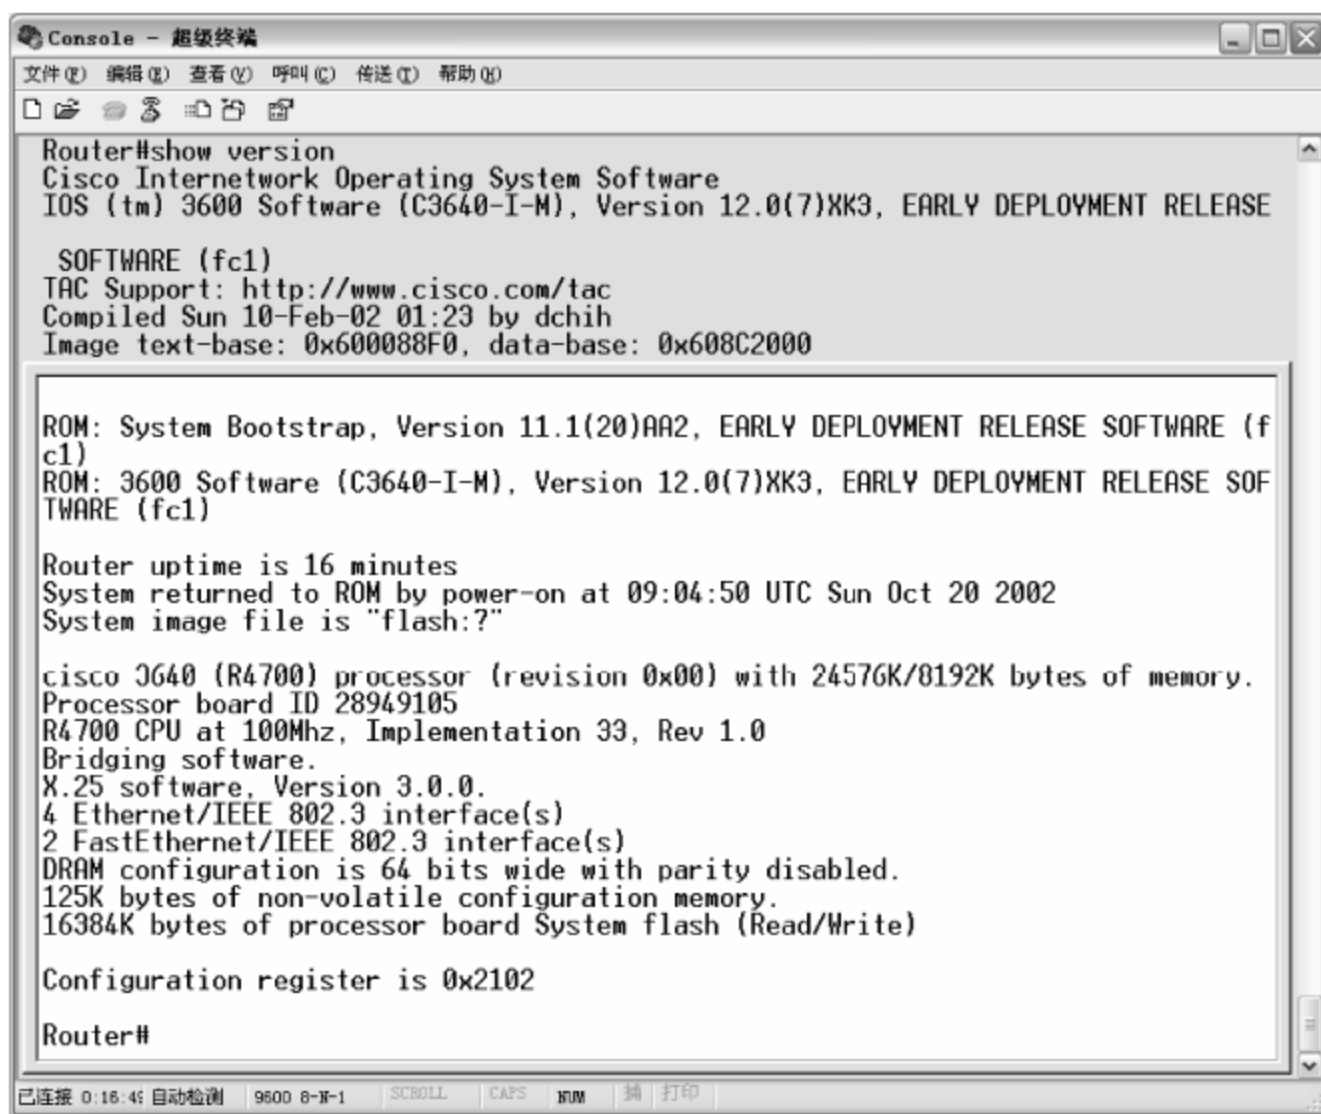 Console - 超级终端
文件(F) 编辑(E) 查看(V) 呼叫(C) 传送(T) 帮助(H)
Router#show version
Cisco Internetwork Operating System Software
IOS (tm) 3600 Software (C3640-I-M), Version 12.0(7)XK3, EARLY DEPLOYMENT RELEASE
SOFTWARE (fc1)
TAC Support: http://www.cisco.com/tac
Compiled Sun 10-Feb-02 01:23 by dchih
Image text-base: 0x600088F0, data-base: 0x608C2000
ROM: System Bootstrap, Version 11.1(20)AA2, EARLY DEPLOYMENT RELEASE SOFTWARE (f
c1)
ROM: 3600 Software (C3640-I-M), Version 12.0(7)XK3, EARLY DEPLOYMENT RELEASE SOF
TWARE (fc1)
Router uptime is 16 minutes
System returned to ROM by power-on at 09:04:50 UTC Sun Oct 20 2002
System image file is "flash:?"
cisco 3640 (R4700) processor (revision 0x00) with 24576K/8192K bytes of memory.
Processor board ID 28949105
R4700 CPU at 100Mhz, Implementation 33, Rev 1.0
Bridging software.
X.25 software, Version 3.0.0.
4 Ethernet/IEEE 802.3 interface(s)
2 FastEthernet/IEEE 802.3 interface(s)
DRAM configuration is 64 bits wide with parity disabled.
125K bytes of non-volatile configuration memory.
16384K bytes of processor board System flash (Read/Write)
Configuration register is 0x2102
Router#
已连接 0:16:49 自动检测 9600 8-N-1 SCROLL CAPS NUM 捕 打印